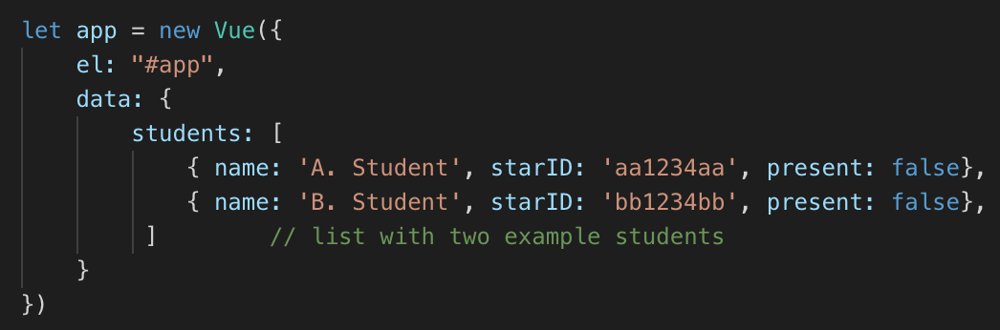 let app = new Vue({
    el: "#app",
    data: {
        students: [
            { name: 'A. Student', starID: 'aa1234aa', present: false},
            { name: 'B. Student', starID: 'bb1234bb', present: false},
         ]        // list with two example students
    }
})